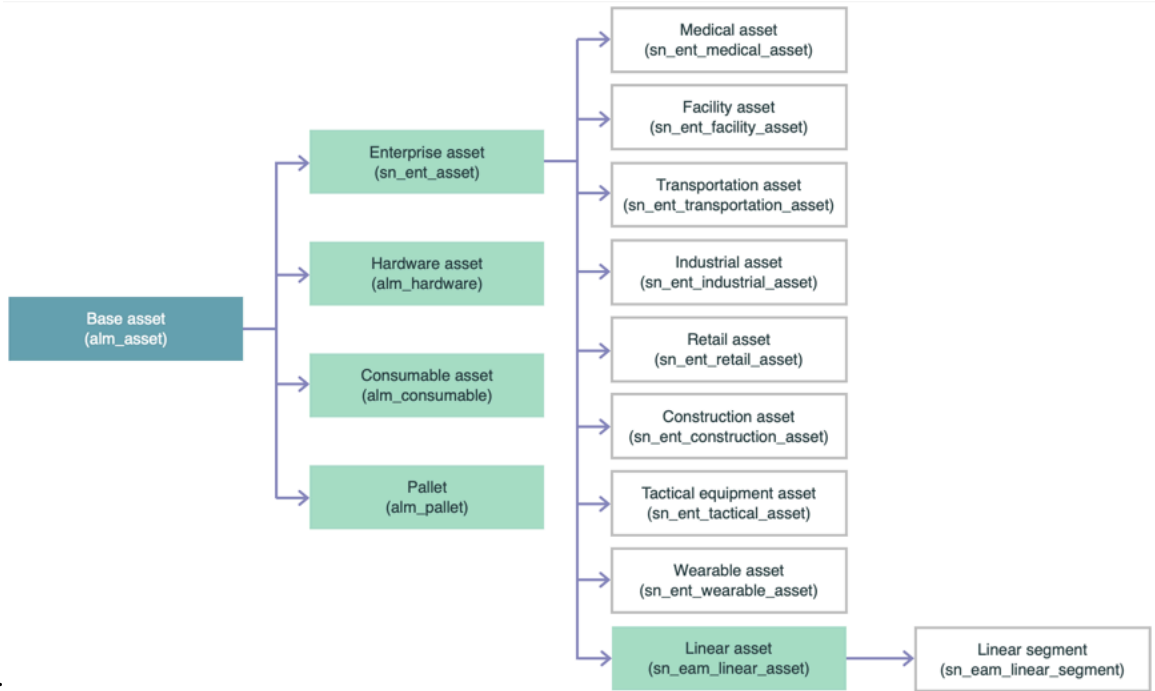 Base asset
(alm_asset)
Enterprise asset
(sn_ent_asset)
Hardware asset
(alm_hardware)
Consumable asset
(alm_consumable)
Pallet
(alm_pallet)
Medical asset
(sn_ent_medical_asset)
Facility asset
(sn_ent_facility_asset)
Transportation asset
(sn_ent_transportation_asset)
Industrial asset
(sn_ent_industrial_asset)
Retail asset
(sn_ent_retail_asset)
Construction asset
(sn_ent_construction_asset)
Tactical equipment asset
(sn_ent_tactical_asset)
Wearable asset
(sn_ent_wearable_asset)
Linear asset
(sn_eam_linear_asset)
Linear segment
(sn_eam_linear_segment)
.